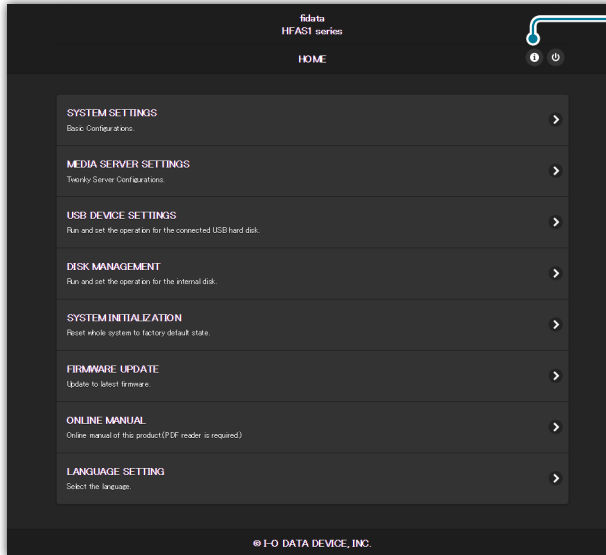 fidata
HFAS1 series
HOME
SYSTEM SETTINGS
Basic Configurations.
MEDIA SERVER SETTINGS
Twonky Server Configurations.
USB DEVICE SETTINGS
Run and set the operation for the connected USB hard disk.
DISK MANAGEMENT
Run and set the operation for the internal disk.
SYSTEM INITIALIZATION
Reset whole system to factory default state.
FIRMWARE UPDATE
Update to latest firmware.
ONLINE MANUAL
Online manual of this product(PDF reader is required.)
LANGUAGE SETTING
Select the language.
© I-O DATA DEVICE, INC.